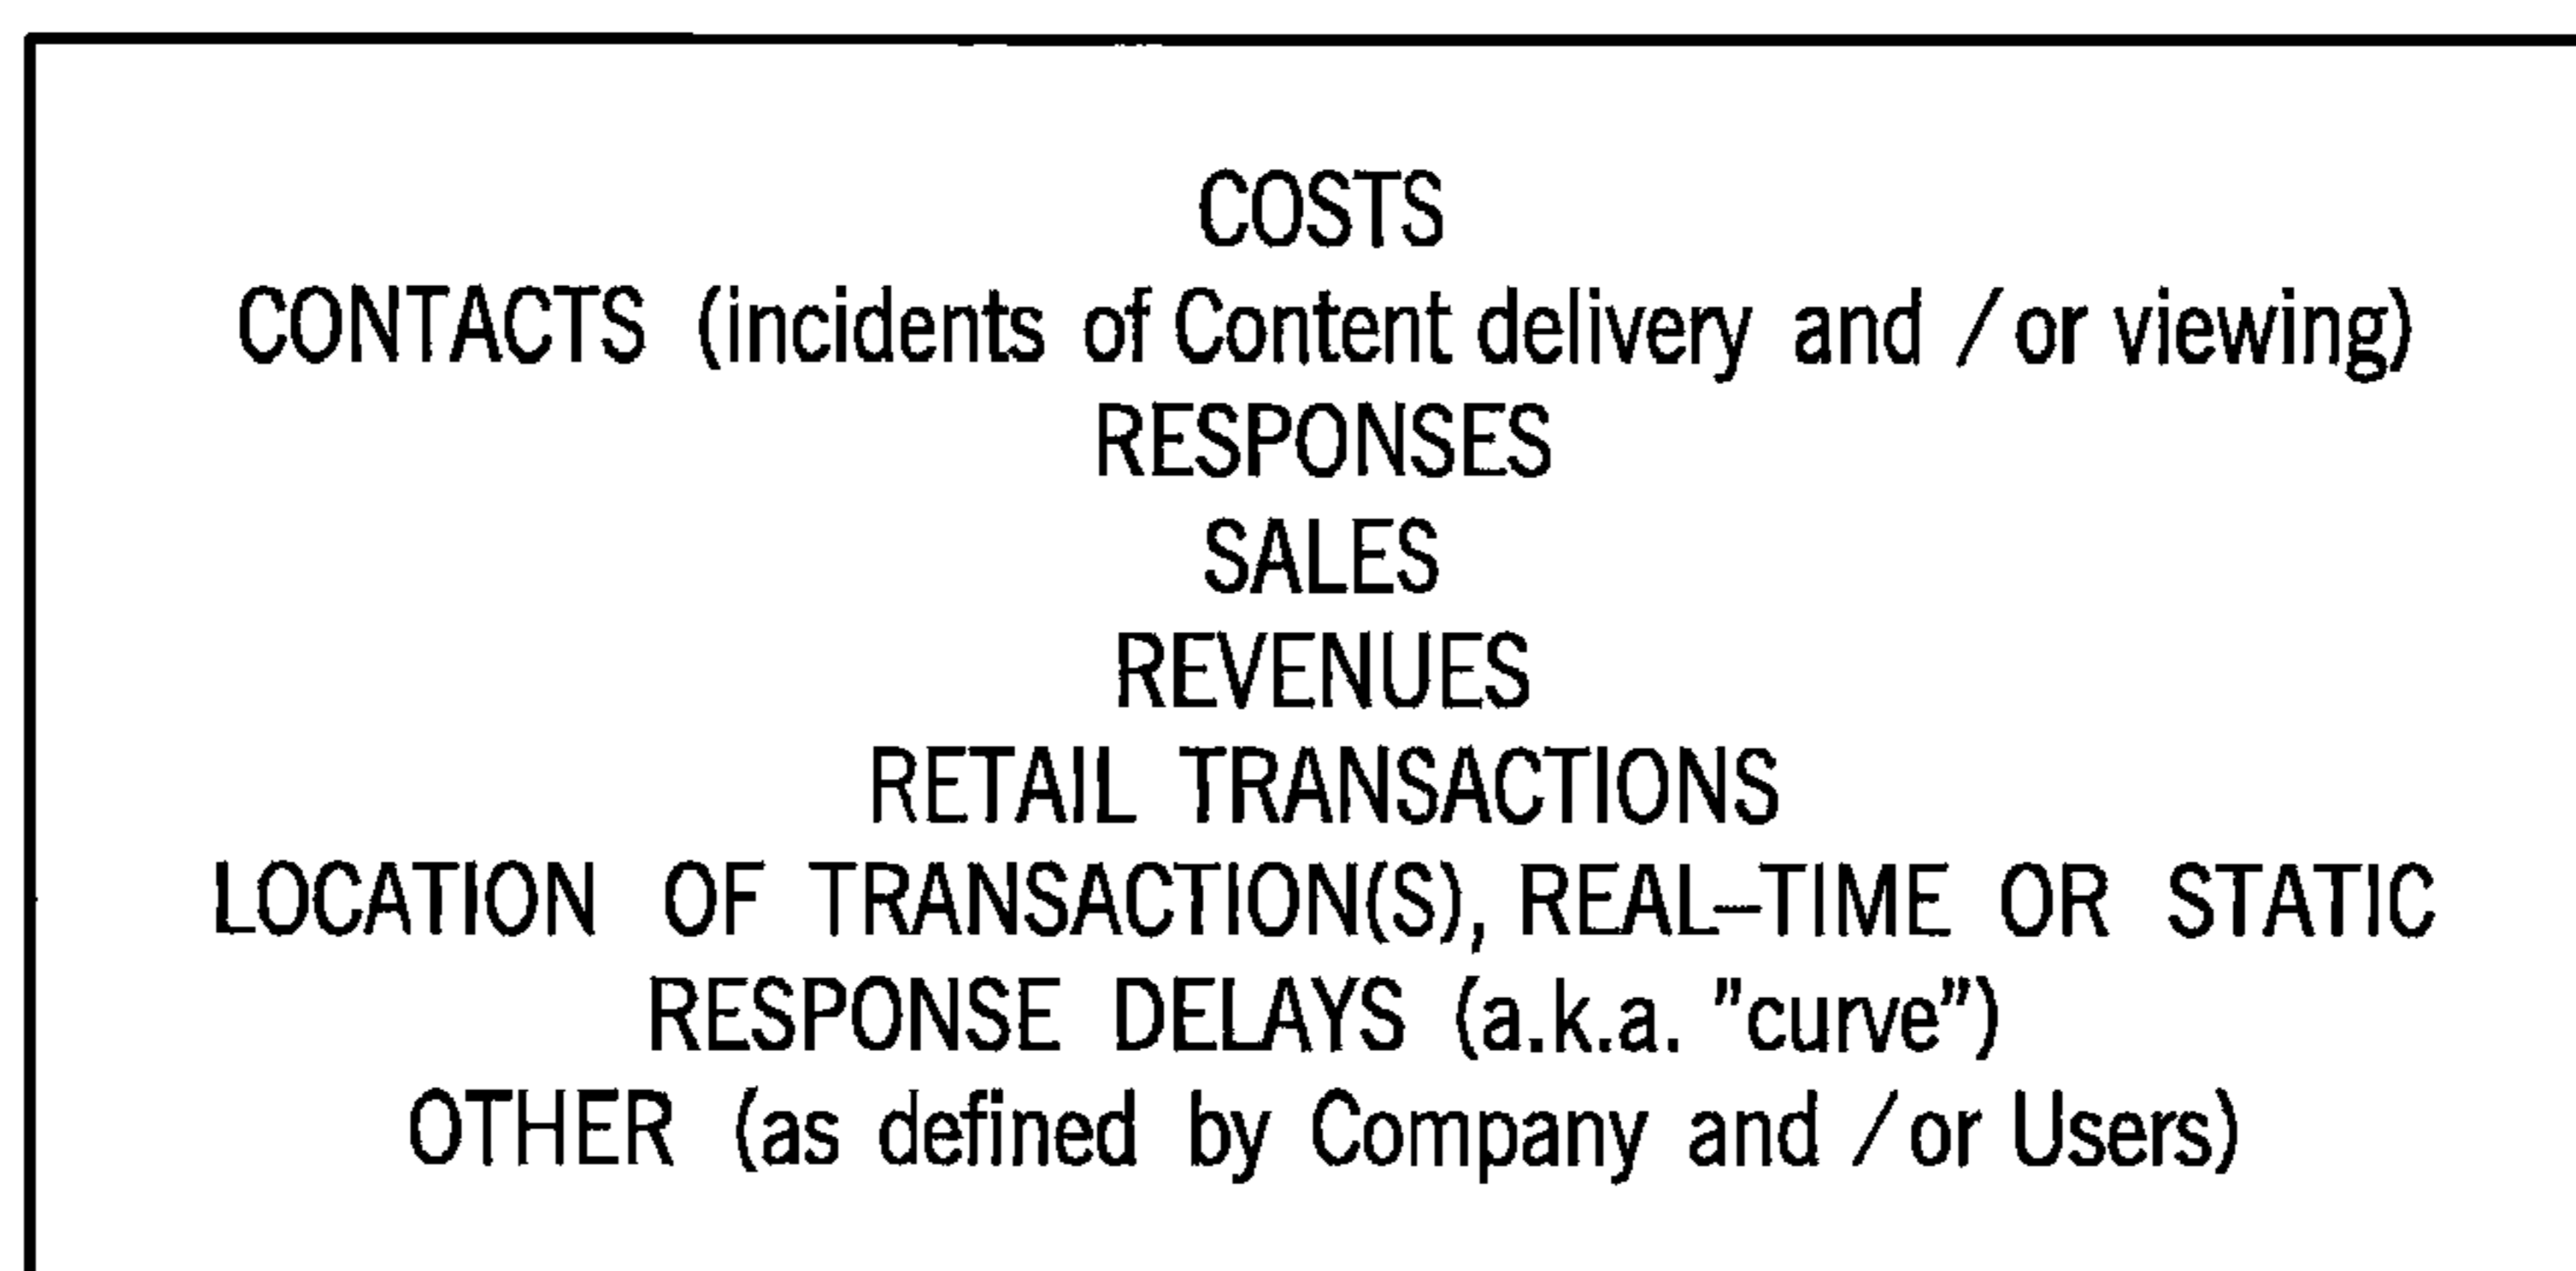 COSTS
CONTACTS (incidents of Content delivery and / or viewing)
RESPONSES
SALES
REVENUES
RETAIL TRANSACTIONS
LOCATION OF TRANSACTION(S), REAL-TIME OR STATIC
RESPONSE DELAYS (a.k.a. "curve")
OTHER (as defined by Company and / or Users)